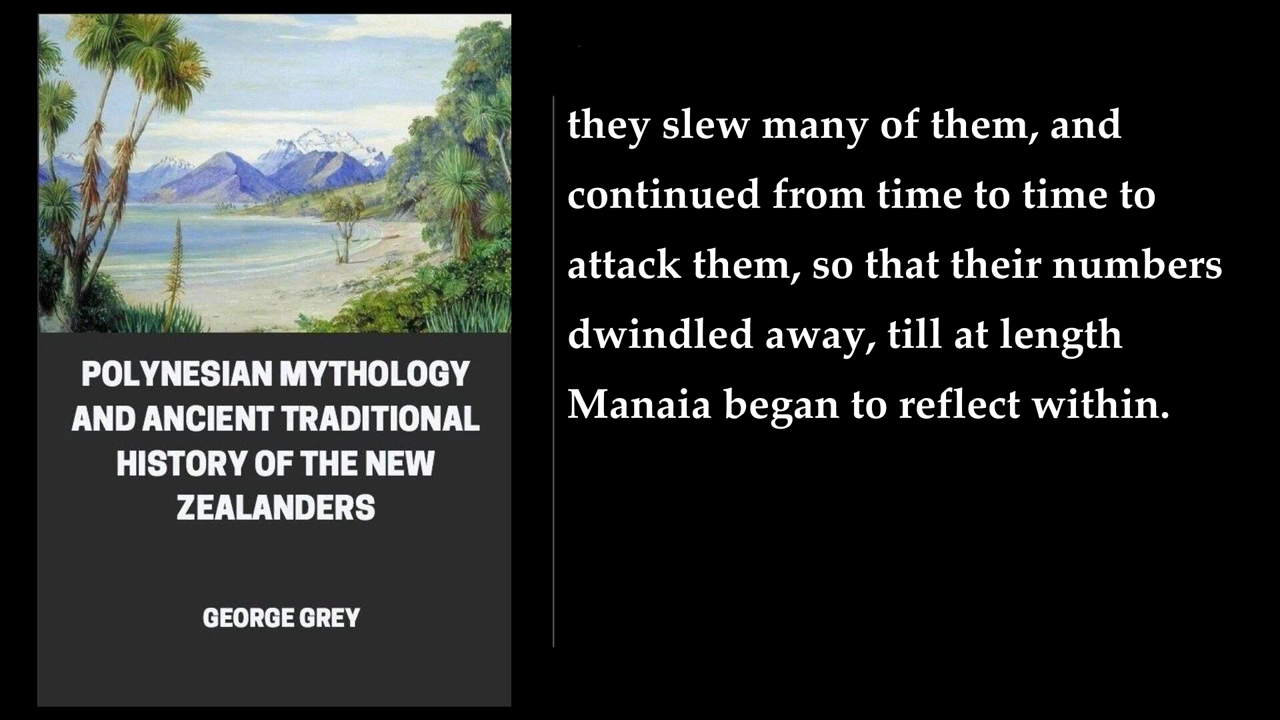 POLYNESIAN MYTHOLOGY
AND ANCIENT TRADITIONAL
HISTORY OF THE NEW
ZEALANDERS
GEORGE GREY
they slew many of them, and
continued from time to time to
attack them, so that their numbers
dwindled away, till at length
Manaia began to reflect within.